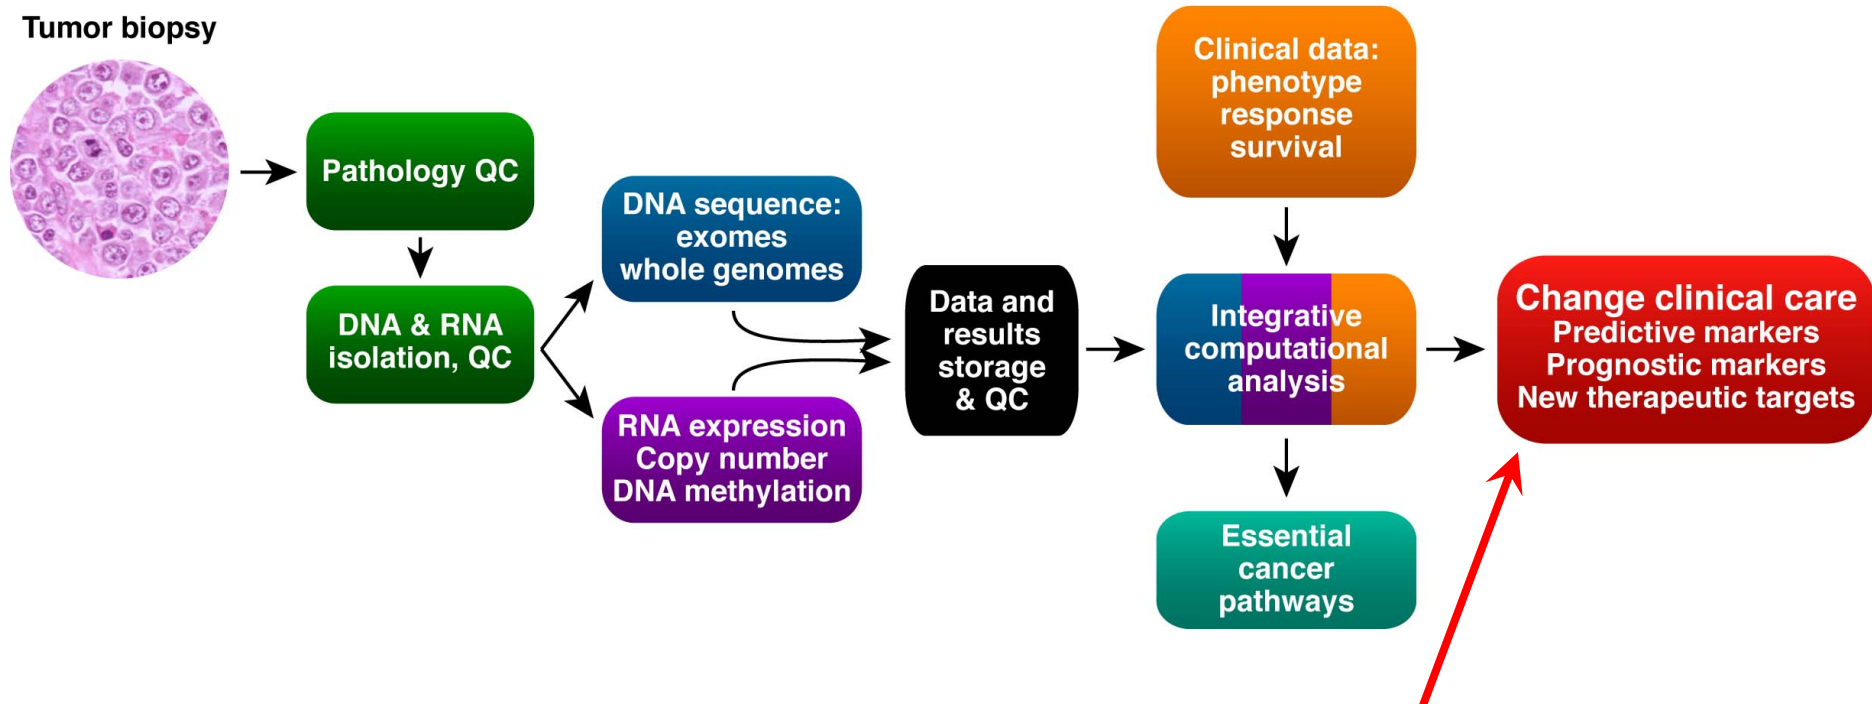 Tumor biopsy
Pathology QC
DNA & RNA
isolation, QC
DNA sequence:
exomes
whole genomes
RNA expression
Copy number
DNA methylation
Data and
results
storage
& QC
Clinical data:
phenotype
response
survival
Integrative
computational
analysis
Essential
cancer
pathways
Change clinical care
Predictive markers
Prognostic markers
New therapeutic targets